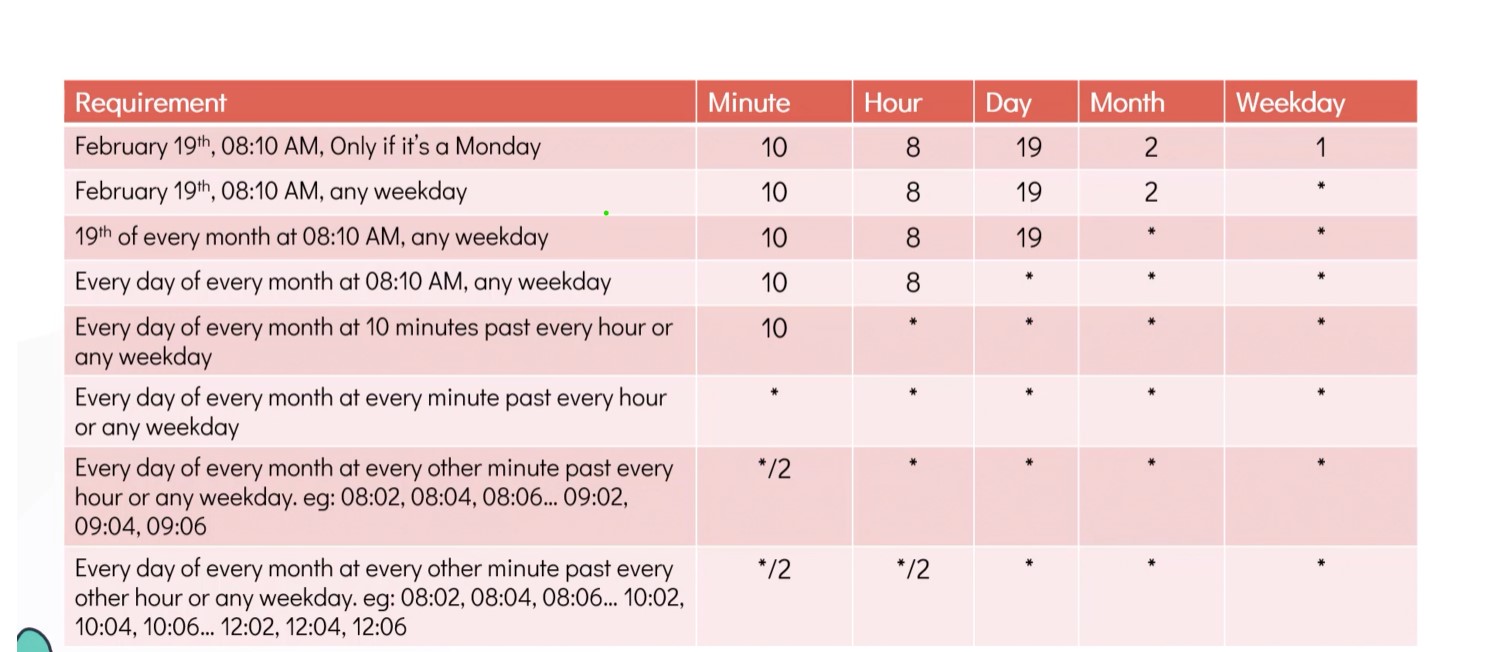 Requirement Minute Hour Day Month Weekday
February 19th, 08:10 AM, Only if it's a Monday 10 8 19 2 1
February 19th, 08:10 AM, any weekday 10 8 19 2 *
19th of every month at 08:10 AM, any weekday 10 8 19 * *
Every day of every month at 08:10 AM, any weekday 10 8 * * *
Every day of every month at 10 minutes past every hour or 10 * * * *
any weekday
Every day of every month at every minute past every hour * * * * *
or any weekday
Every day of every month at every other minute past every */2 * * * *
hour or any weekday. eg: 08:02, 08:04, 08:06... 09:02,
09:04, 09:06
Every day of every month at every other minute past every */2 */2 * * *
other hour or any weekday. eg: 08:02, 08:04, 08:06... 10:02,
10:04, 10:06... 12:02, 12:04, 12:06